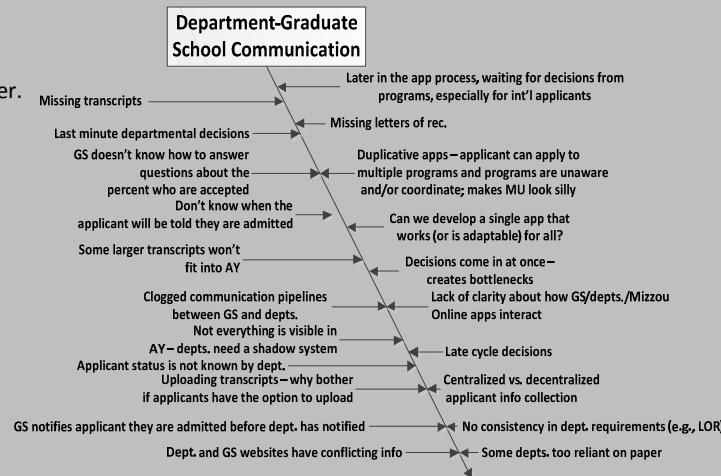 Department-Graduate
School Communication
er.
Later in the app process, waiting for decisions from
programs, especially for int'l applicants
Missing transcripts
Missing letters of rec.
Last minute departmental decisions
GS doesn't know how to answer
questions about the
percent who are accepted
Duplicative apps – applicant can apply to
multiple programs and programs are unaware
and/or coordinate; makes MU look silly
Don't know when the
applicant will be told they are admitted
Can we develop a single app that
works (or is adaptable) for all?
Some larger transcripts won't
fit into AY
Decisions come in at once –
creates bottlenecks
Clogged communication pipelines
between GS and depts.
Lack of clarity about how GS/depts./Mizzou
Online apps interact
Not everything is visible in
AY – depts. need a shadow system
Late cycle decisions
Applicant status is not known by dept.
Uploading transcripts – why bother
if applicants have the option to upload
Centralized vs. decentralized
applicant info collection
GS notifies applicant they are admitted before dept. has notified
No consistency in dept. requirements (e.g., LOR
Dept. and GS websites have conflicting info
Some depts. too reliant on paper